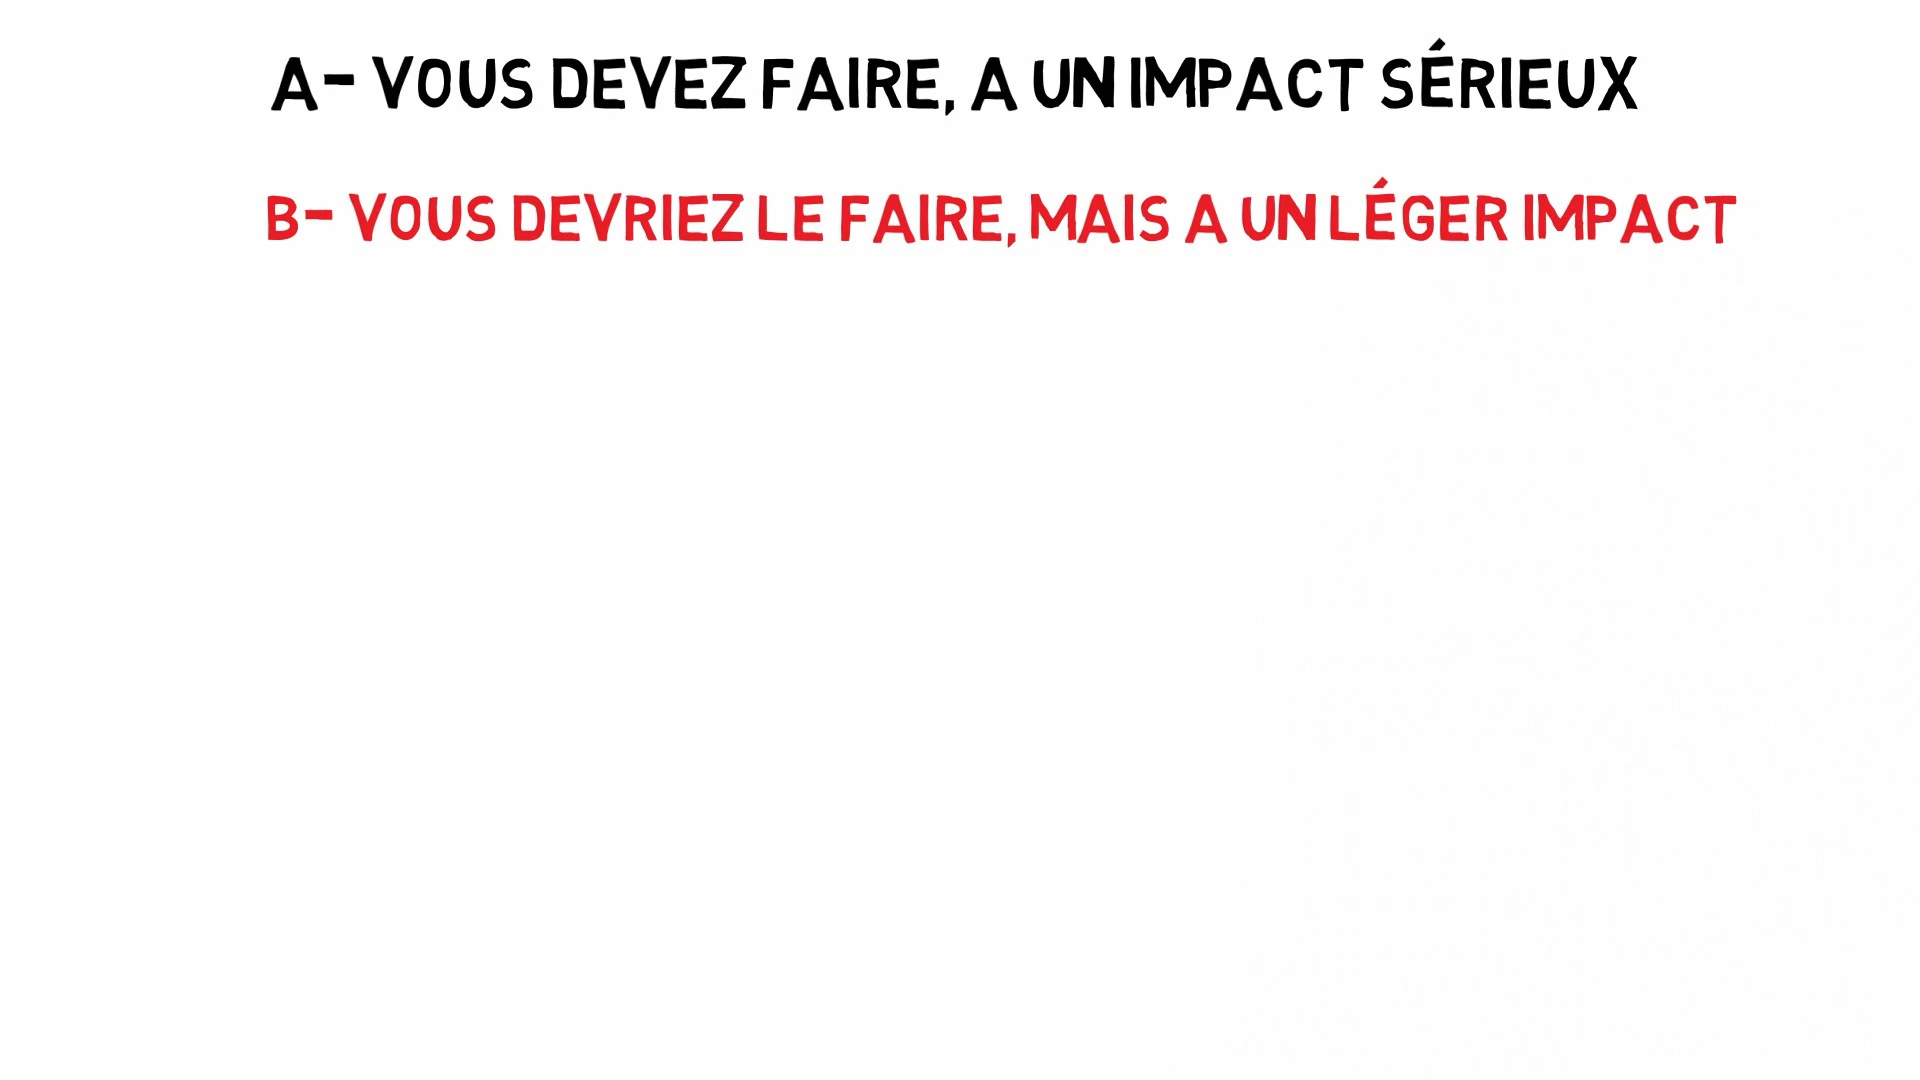 A- VOUS DEVEZ FAIRE, A UN IMPACT SÉRIEUX
B- VOUS DEVRIEZ LE FAIRE, MAIS A UN LÉGER IMPACT